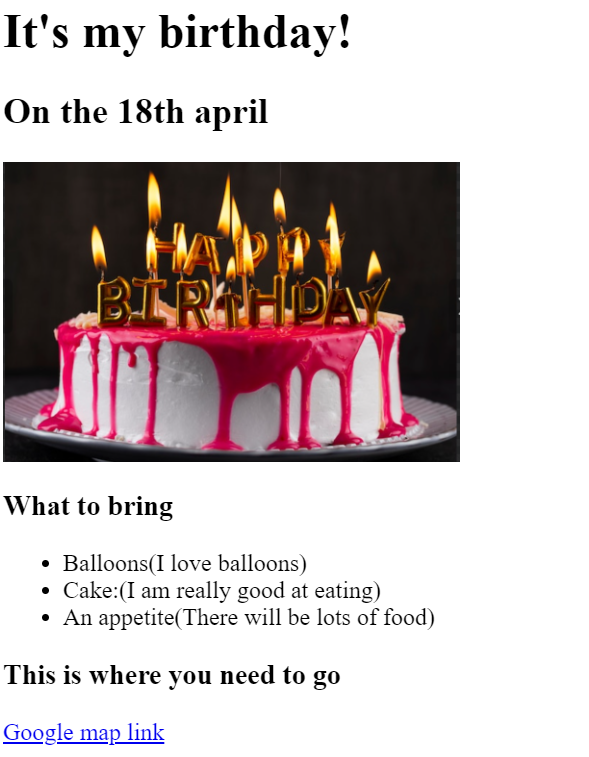 It's my birthday!
On the 18th april
HAPPY
BIRTHDAY
What to bring
Balloons(I love balloons)
Cake:(I am really good at eating)
An appetite(There will be lots of food)
This is where you need to go
Google map link